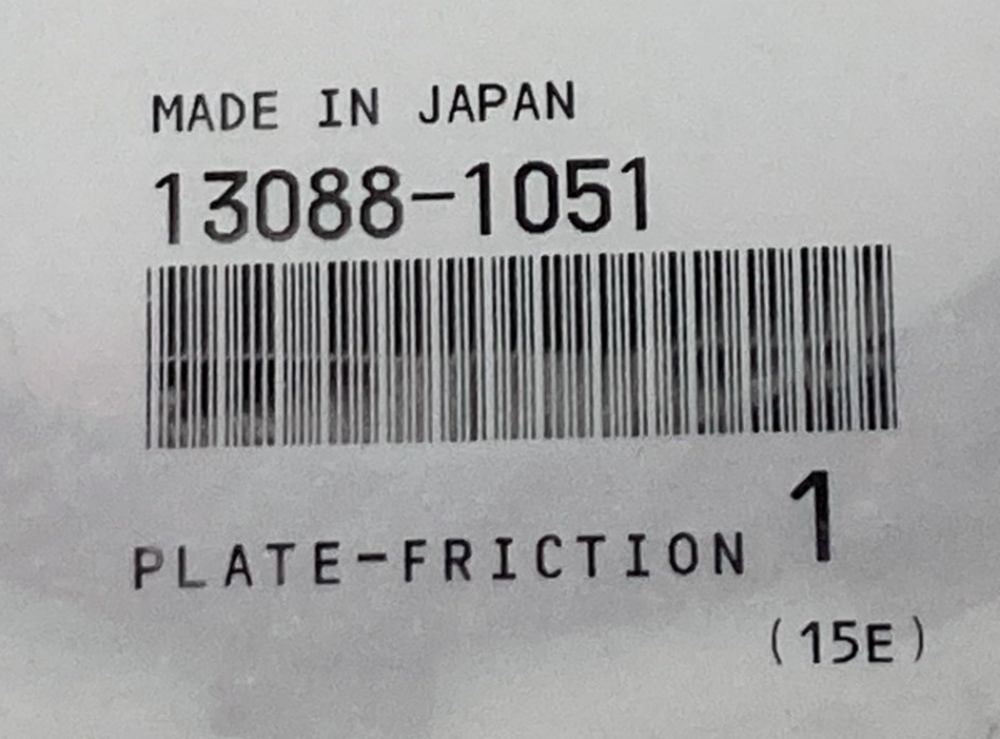 MADE IN JAPAN
13088-1051
PLATE-FRICTION 1
(15E)